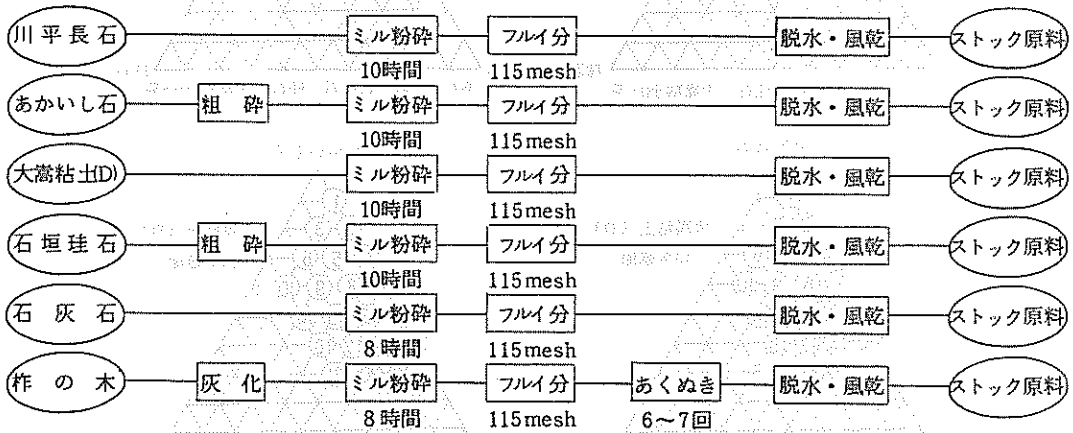 川平長石 ミル粉砕 フルイ分 脱水・風乾 ストック原料
10時間 115mesh
あかいし石 粗砕 ミル粉砕 フルイ分 脱水・風乾 ストック原料
10時間 115mesh
大嵩粘土(D) ミル粉砕 フルイ分 脱水・風乾 ストック原料
10時間 115mesh
石垣珪石 粗砕 ミル粉砕 フルイ分 脱水・風乾 ストック原料
10時間 115mesh
石灰石 ミル粉砕 フルイ分 脱水・風乾 ストック原料
8時間 115mesh
柞の木 灰化 ミル粉砕 フルイ分 あくぬき 脱水・風乾 ストック原料
8時間 115mesh 6～7回